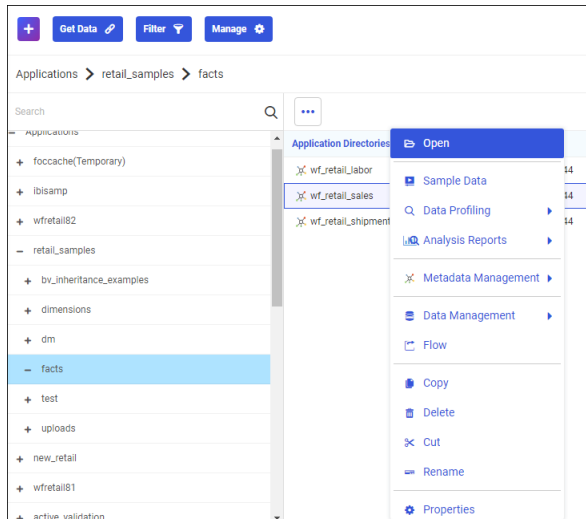 + Get Data Filter Manage
Applications > retail_samples > facts
Search
...
− Applications
+ foccache(Temporary)
+ ibisamp
+ wfretail82
− retail_samples
+ bv_inheritance_examples
+ dimensions
+ dm
− facts
+ test
+ uploads
+ new_retail
+ wfretail81
+ active_validation
Application Directories
wf_retail_labor 44
wf_retail_sales 44
wf_retail_shipment 44
Open
Sample Data
Data Profiling
Analysis Reports
Metadata Management
Data Management
Flow
Copy
Delete
Cut
Rename
Properties